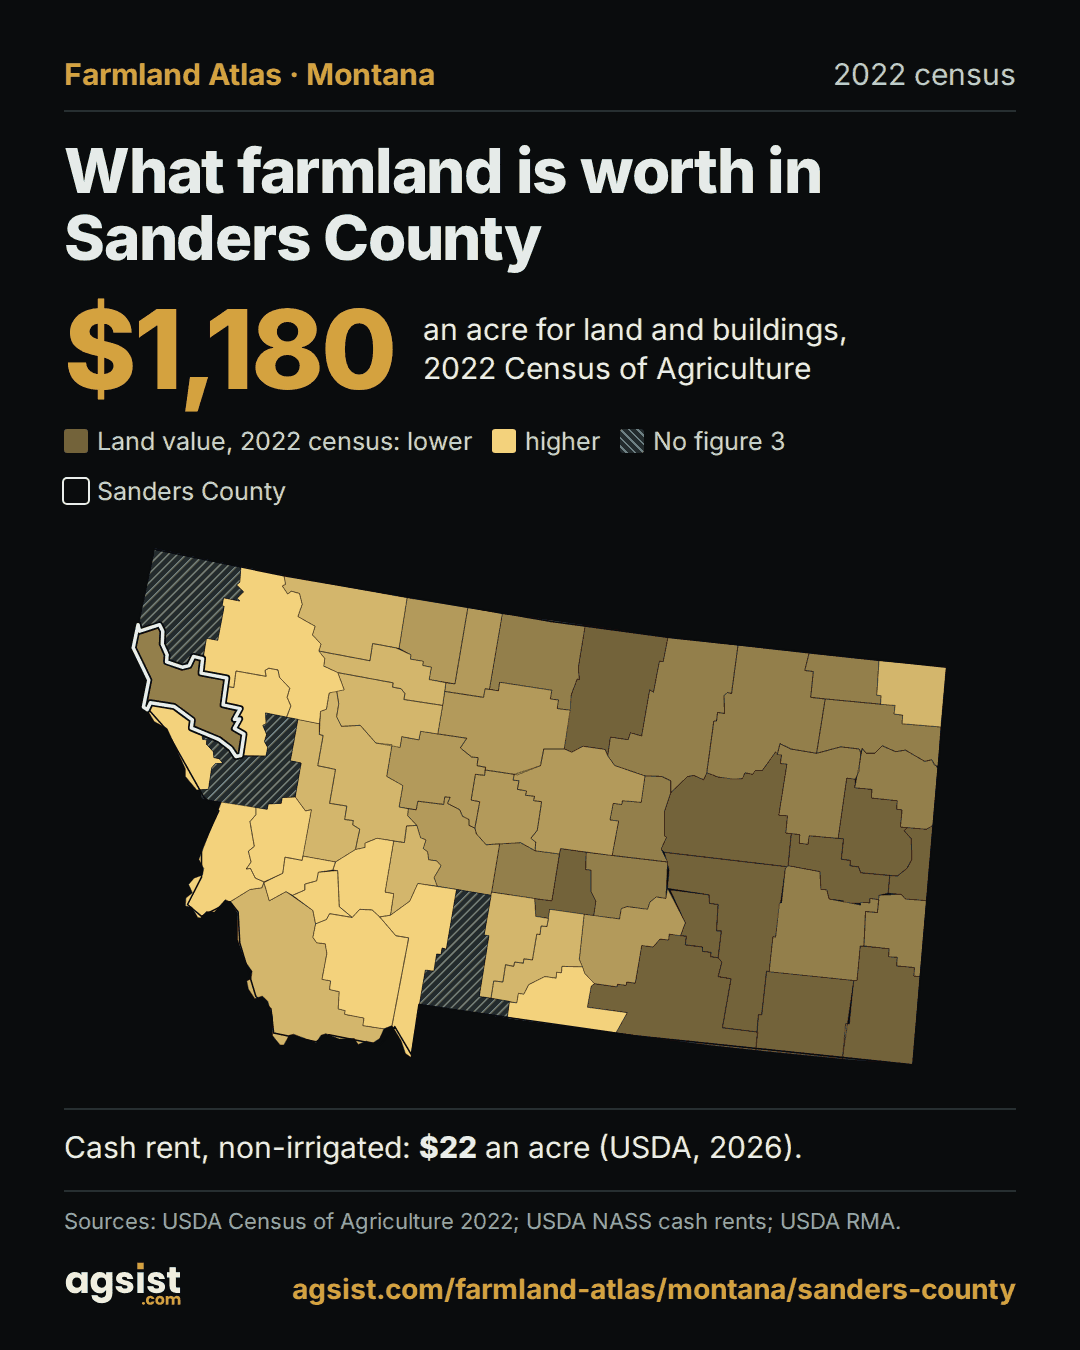 Farmland Atlas · Montana
2022 census
What farmland is worth in
Sanders County
$1,180
an acre for land and buildings,
2022 Census of Agriculture
Land value, 2022 census: lower
higher
No figure 3
Sanders County
Cash rent, non-irrigated: $22 an acre (USDA, 2026).
Sources: USDA Census of Agriculture 2022; USDA NASS cash rents; USDA RMA.
agsist
.com
agsist.com/farmland-atlas/montana/sanders-county